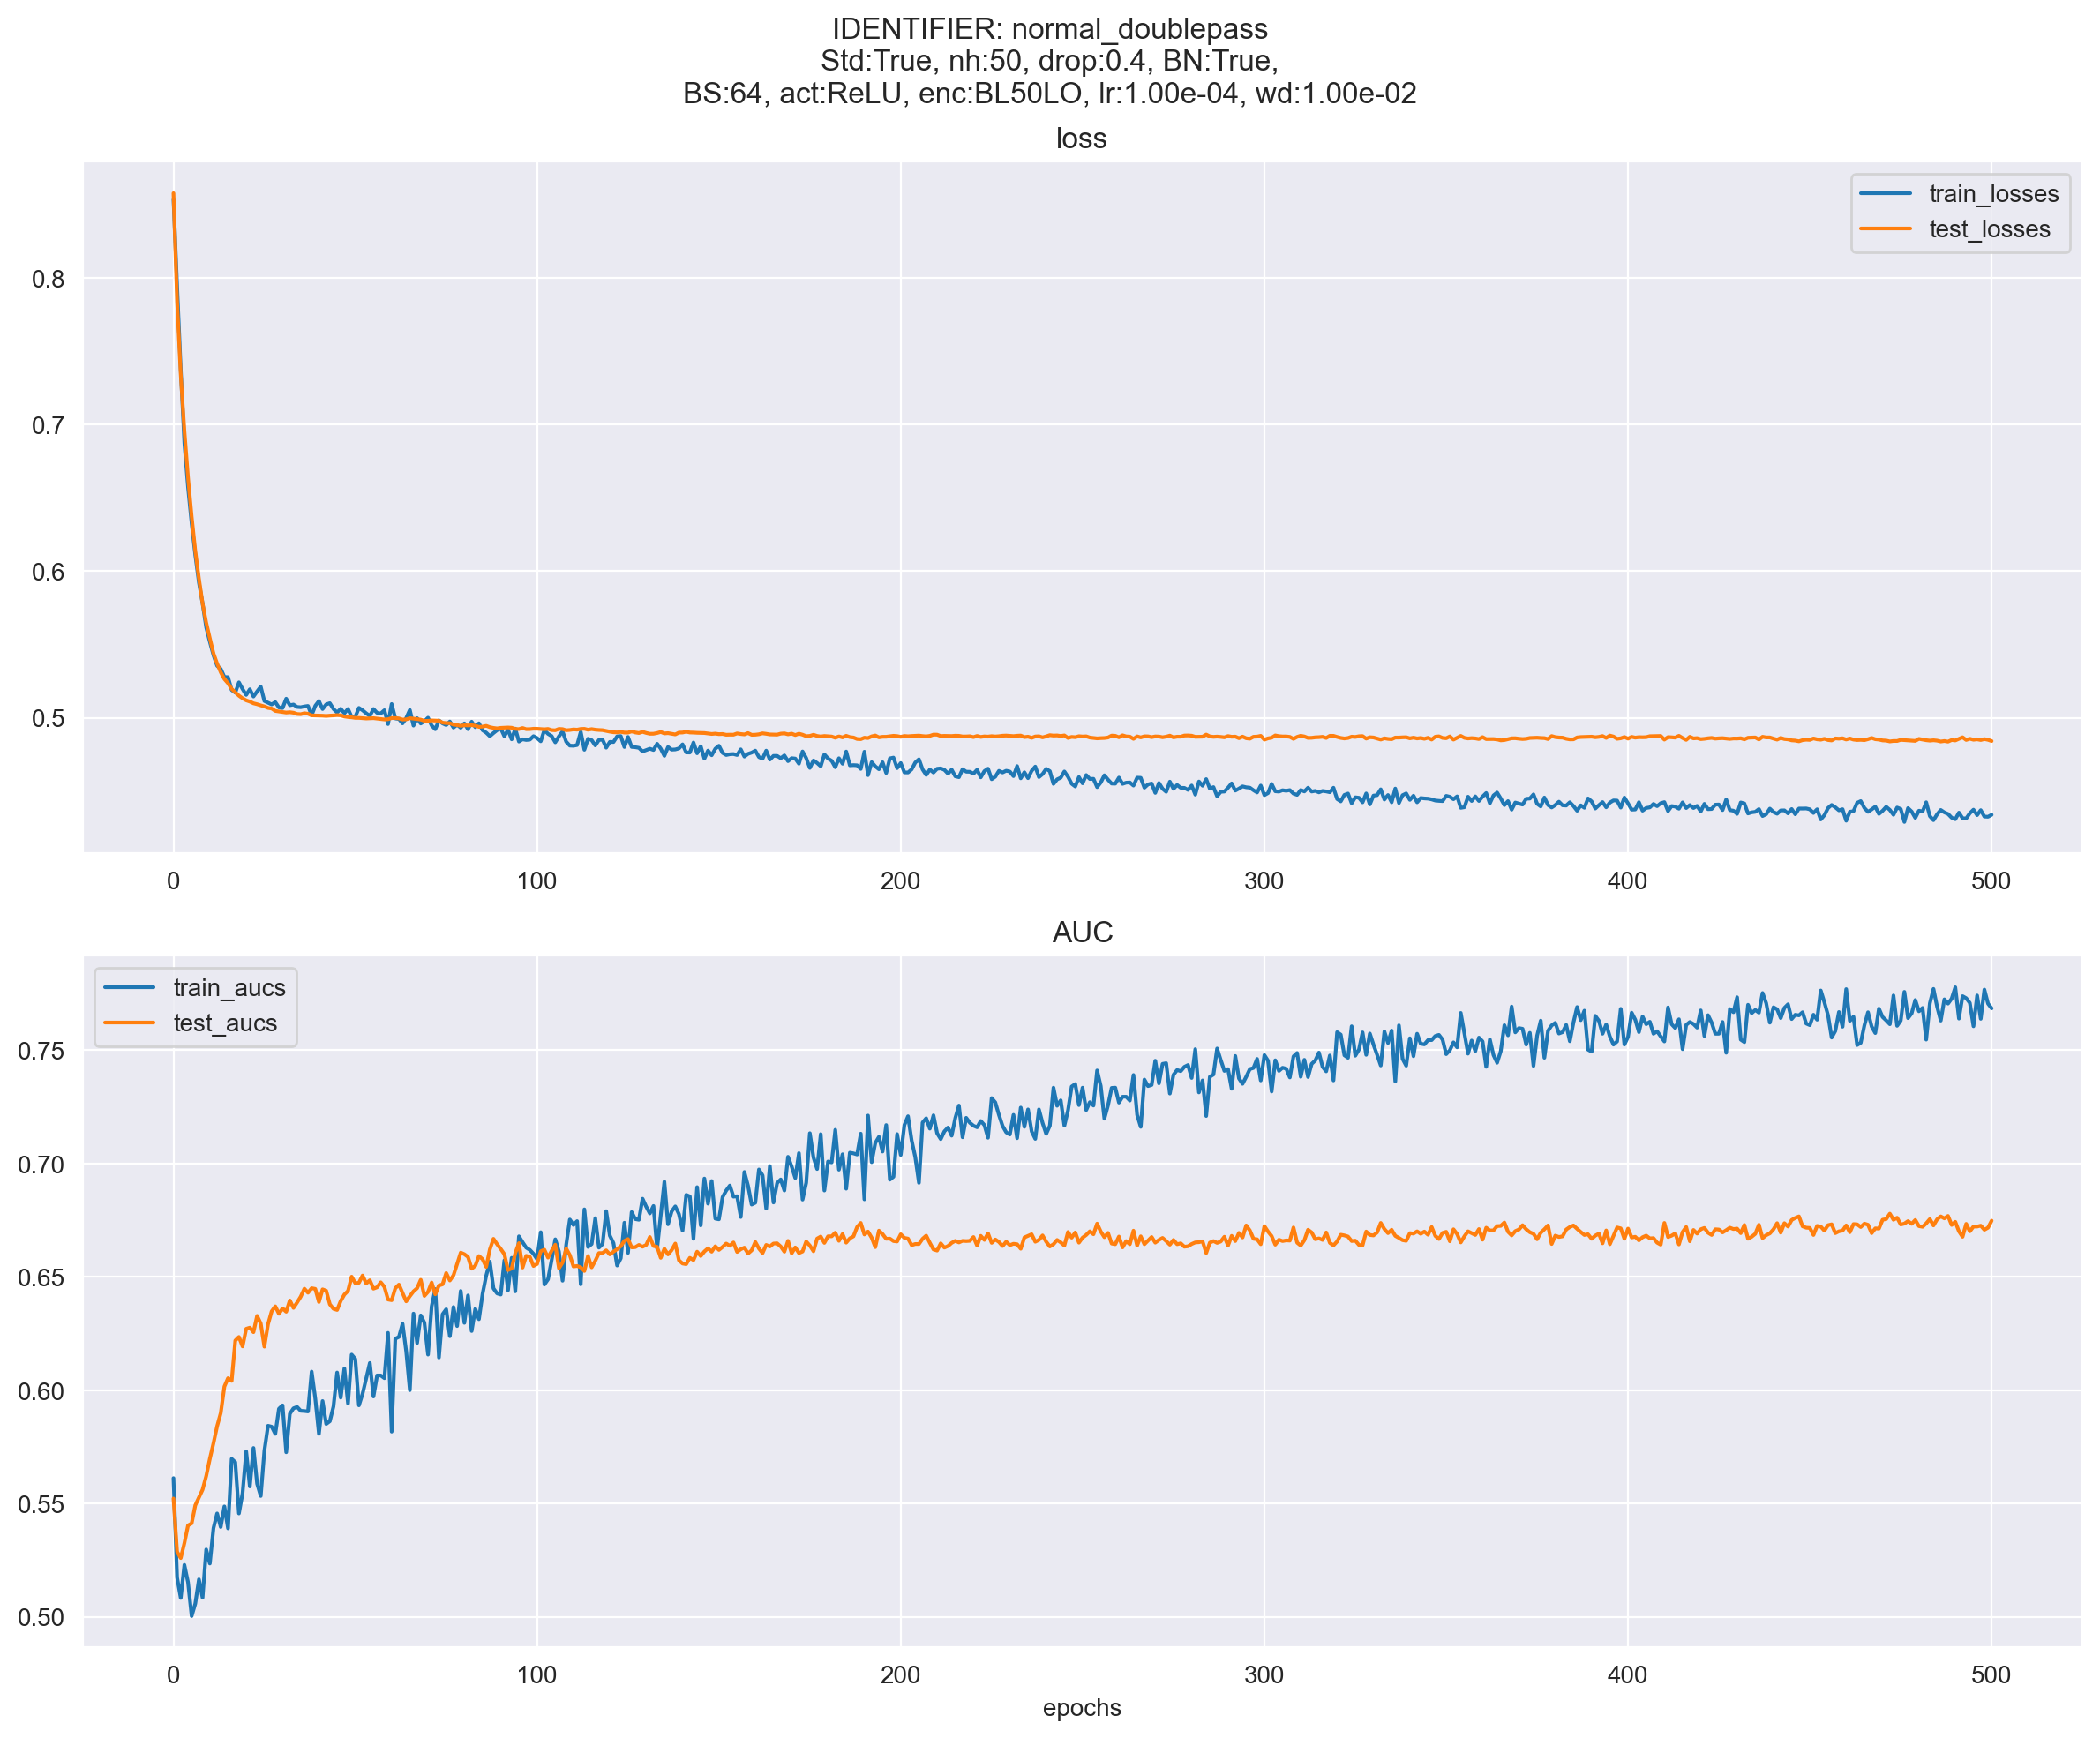 IDENTIFIER: normal_doublepass
Std:True, nh:50, drop:0.4, BN:True,
BS:64, act:ReLU, enc:BL50LO, lr:1.00e-04, wd:1.00e-02
loss
train_losses
test_losses
0.8
0.7
0.6
0.5
0 100 200 300 400 500
AUC
train_aucs
test_aucs
0.75
0.70
0.65
0.60
0.55
0.50
0 100 200 300 400 500
epochs